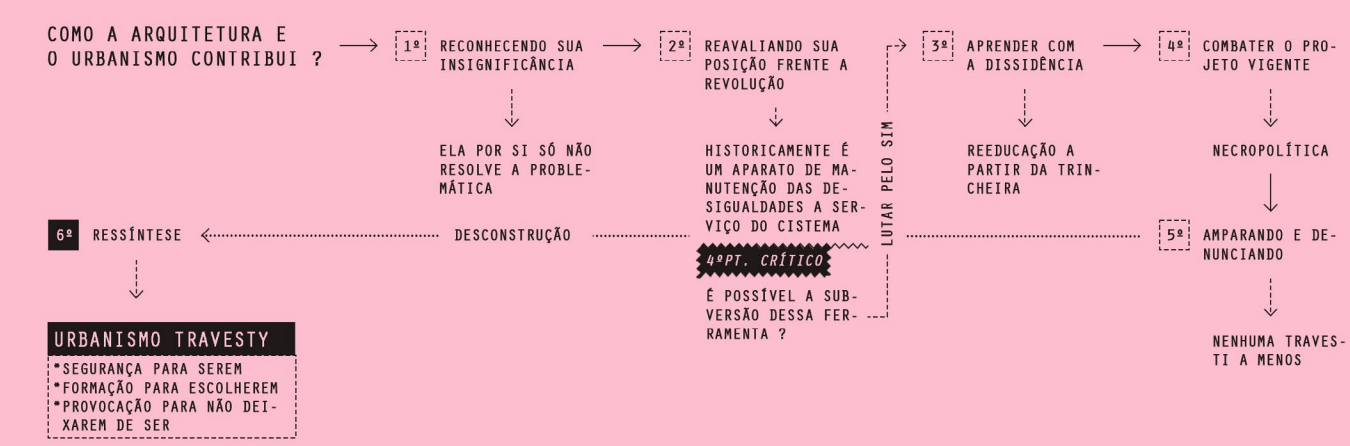 COMO A ARQUITETURA E
O URBANISMO CONTRIBUI ?
1º
RECONHECENDO SUA
INSIGNIFICÂNCIA
ELA POR SI SÓ NÃO
RESOLVE A PROBLE-
MÁTICA
2º
REAVALIANDO SUA
POSIÇÃO FRENTE A
REVOLUÇÃO
HISTORICAMENTE É
UM APARATO DE MA-
NUTENÇÃO DAS DE-
SIGUALDADES A SER-
VIÇO DO CISTEMA
4ºPT. CRÍTICO
É POSSÍVEL A SUB-
VERSÃO DESSA FER-
RAMENTA ?
LUTAR PELO SIM
3º
APRENDER COM
A DISSIDÊNCIA
REEDUCAÇÃO A
PARTIR DA TRIN-
CHEIRA
4º
COMBATER O PRO-
JETO VIGENTE
NECROPOLÍTICA
5º
AMPARANDO E DE-
NUNCIANDO
NENHUMA TRAVES-
TI A MENOS
DESCONSTRUÇÃO
6º
RESSÍNTESE
URBANISMO TRAVESTY
*SEGURANÇA PARA SEREM
*FORMAÇÃO PARA ESCOLHEREM
*PROVOCAÇÃO PARA NÃO DEI-
XAREM DE SER